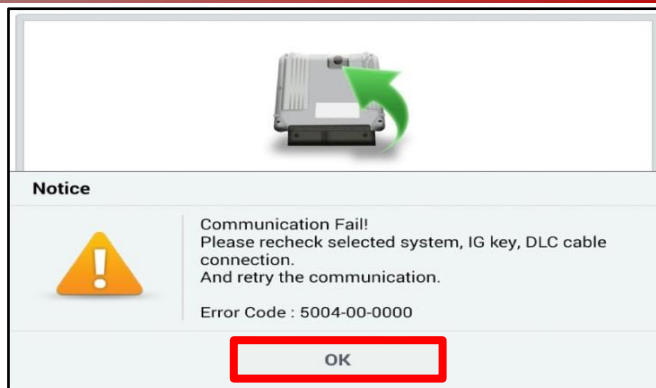 Notice
Communication Fail!
Please recheck selected system, IG key, DLC cable
connection.
And retry the communication.
Error Code : 5004-00-0000
OK